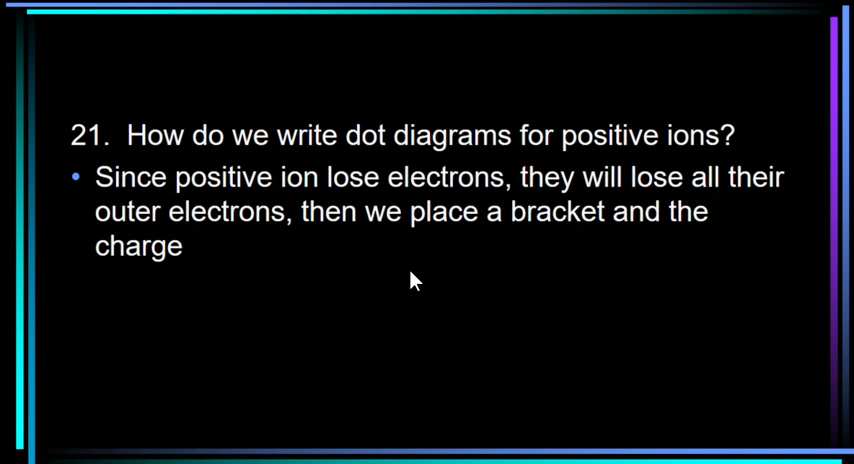 21. How do we write dot diagrams for positive ions?
• Since positive ion lose electrons, they will lose all their
outer electrons, then we place a bracket and the
charge